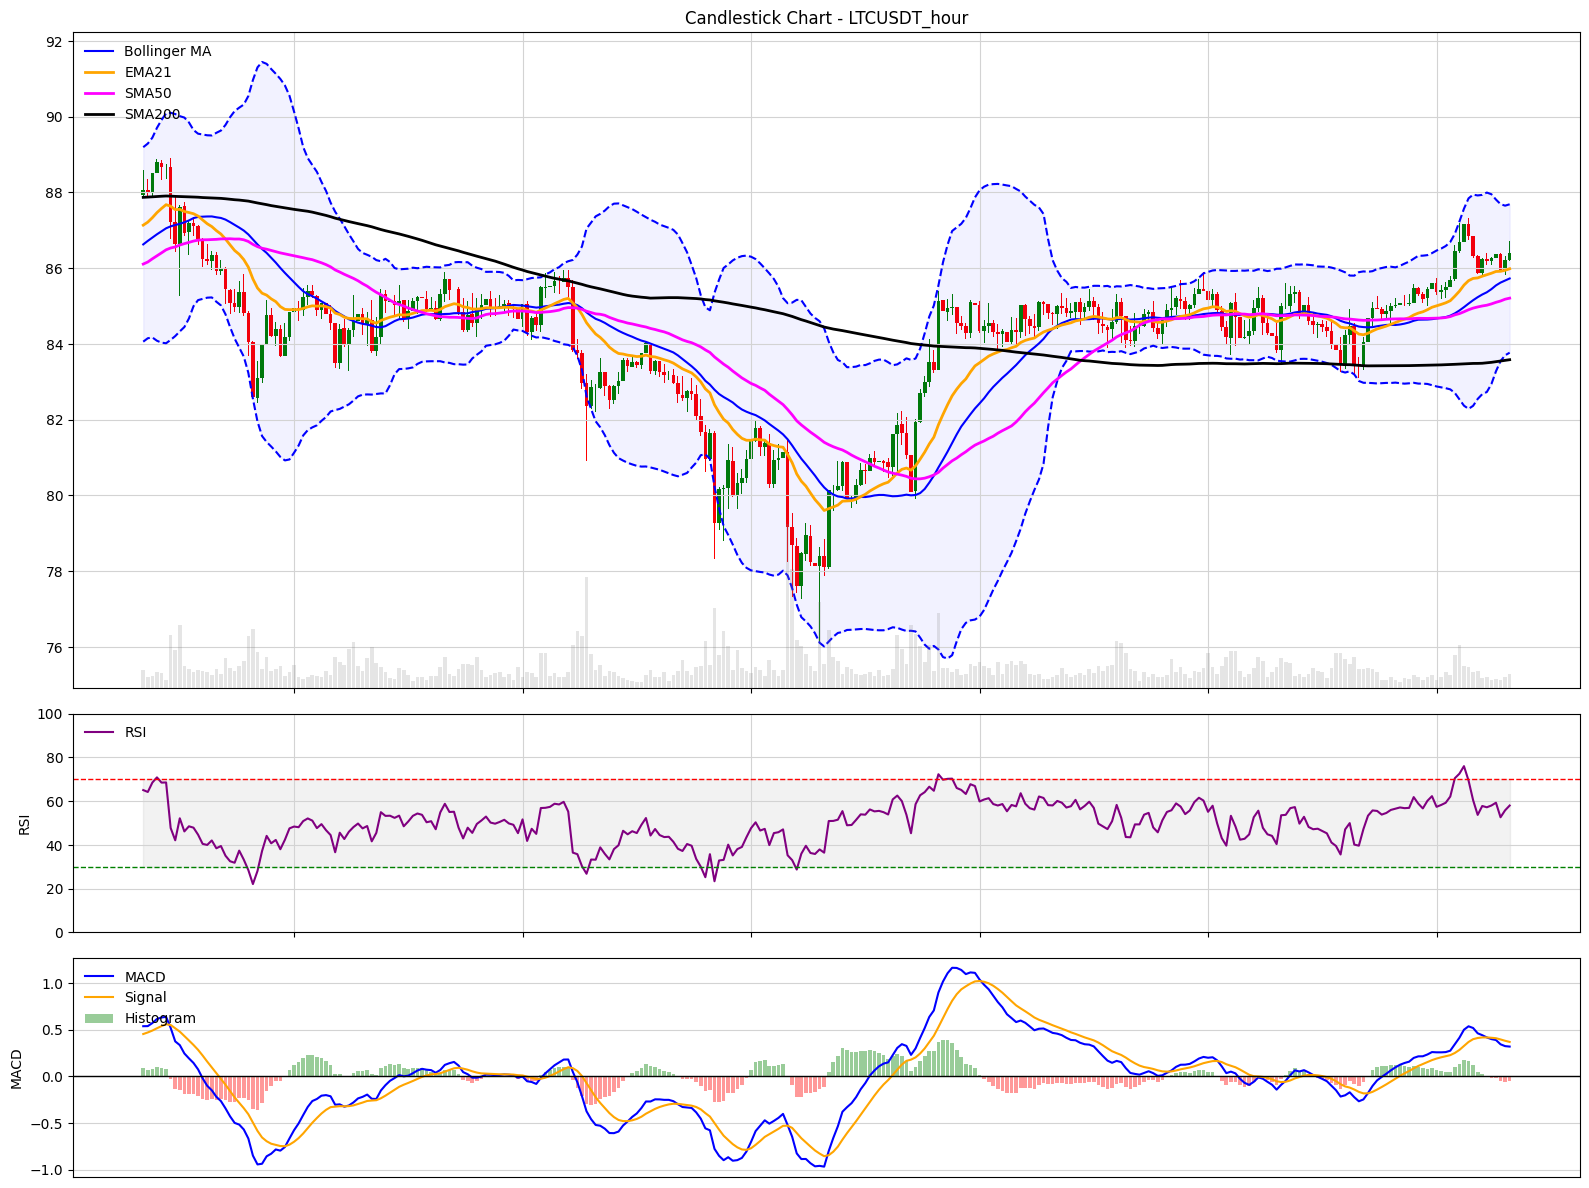 Candlestick Chart - LTCUSDT_hour
Bollinger MA
EMA21
SMA50
SMA200
92
90
88
86
84
82
80
78
76
RSI
RSI
100
80
60
40
20
0
MACD
Signal
Histogram
MACD
1.0
0.5
0.0
−0.5
−1.0